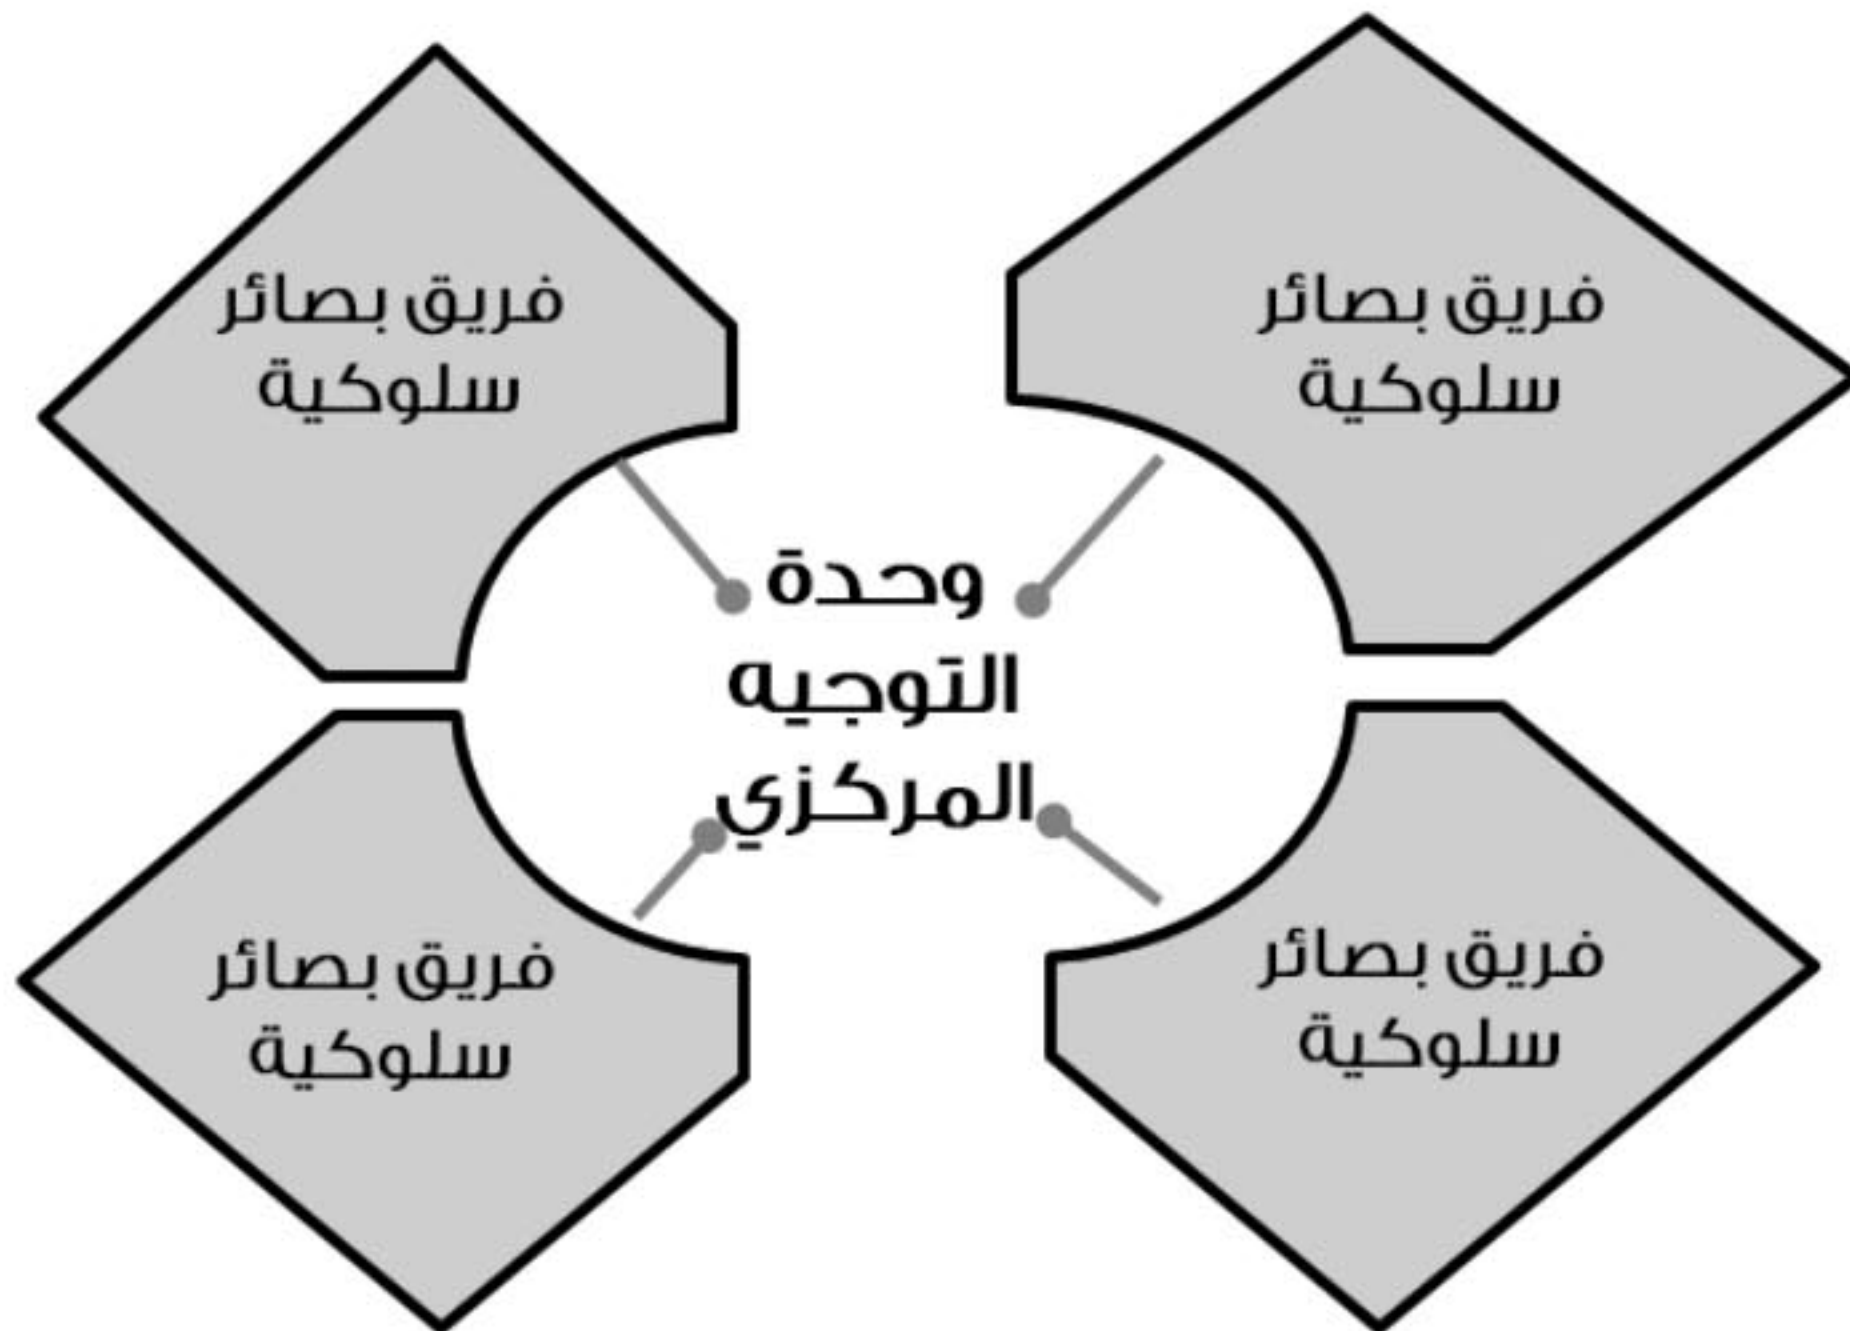 فريق بصائر
سلوكية
فريق بصائر
سلوكية
وحدة
التوجيه
المركزي
فريق بصائر
سلوكية
فريق بصائر
سلوكية